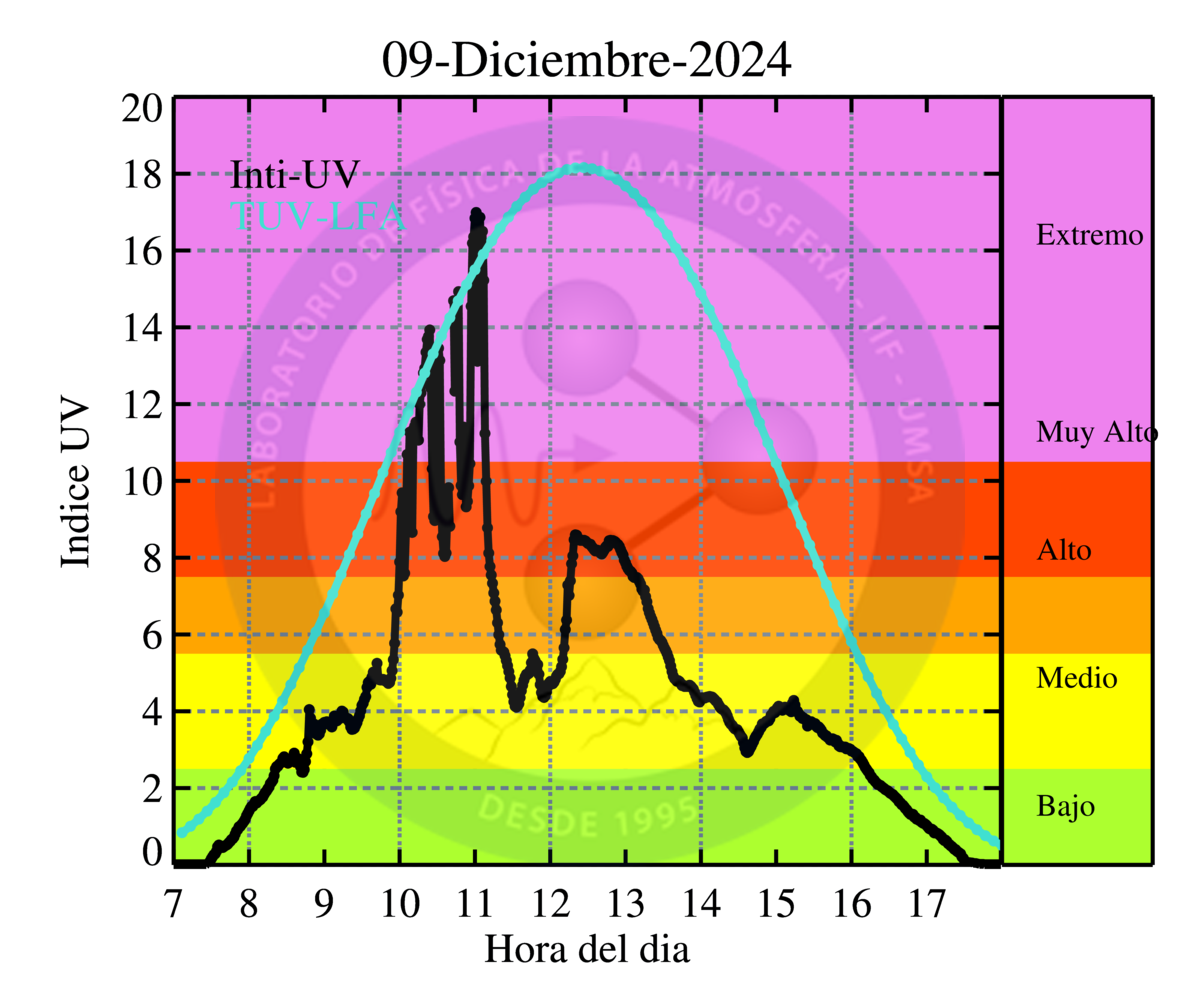 09-Diciembre-2024
Inti-UV
TUV-LFA
Indice UV
20
18
16
14
12
10
8
6
4
2
0
7 8 9 10 11 12 13 14 15 16 17
Hora del dia
Extremo
Muy Alto
Alto
Medio
Bajo
LABORATORIO DE FÍSICA DE LA ATMÓSFERA - IIF - UMSA
DESDE 1995